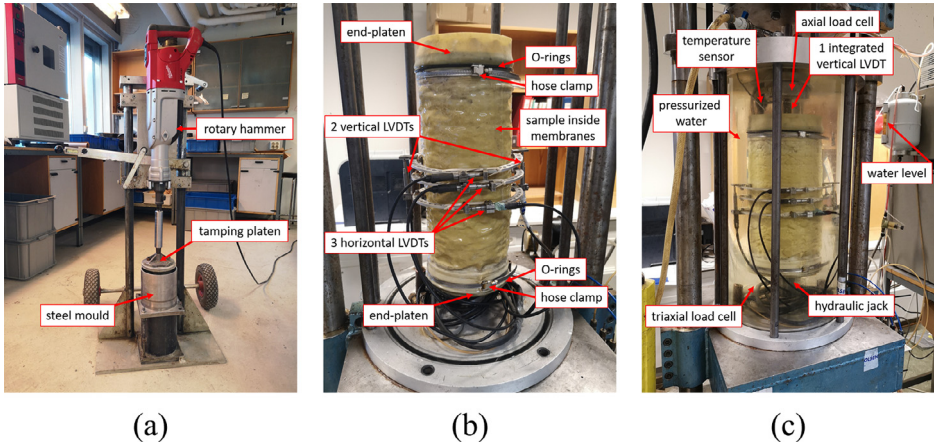 rotary hammer
tamping platen
steel mould
(a)
end-platen
O-rings
hose clamp
2 vertical LVDTs
sample inside
membranes
3 horizontal LVDTs
O-rings
hose clamp
end-platen
(b)
axial load cell
temperature
sensor
1 integrated
vertical LVDT
pressurized
water
water level
triaxial load cell
hydraulic jack
(c)